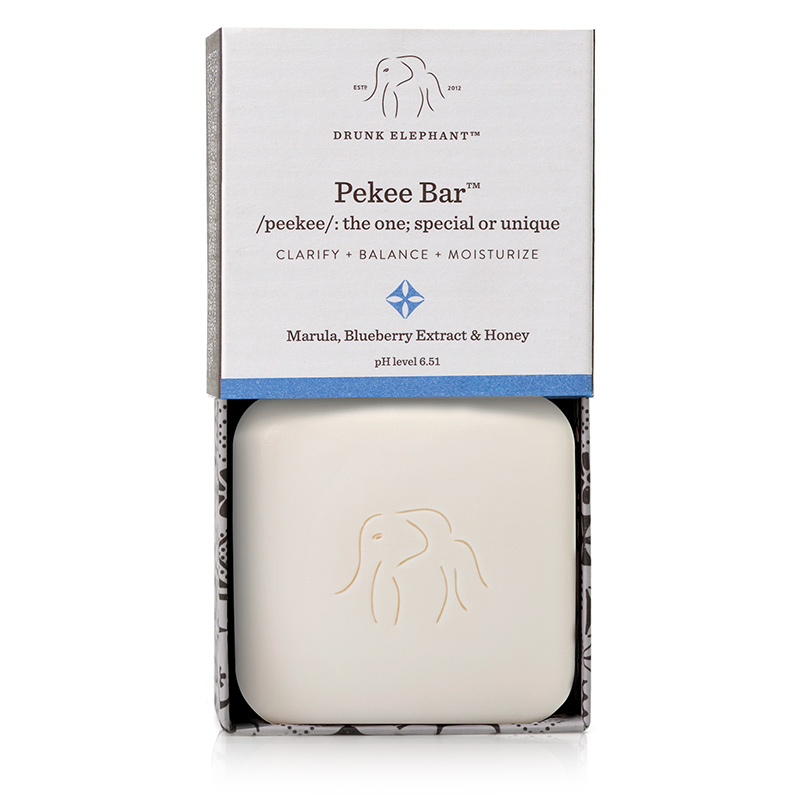 ESTD 2012
DRUNK ELEPHANT™
Pekee Bar™
/peekee/: the one; special or unique
CLARIFY + BALANCE + MOISTURIZE
Marula, Blueberry Extract & Honey
pH level 6.51